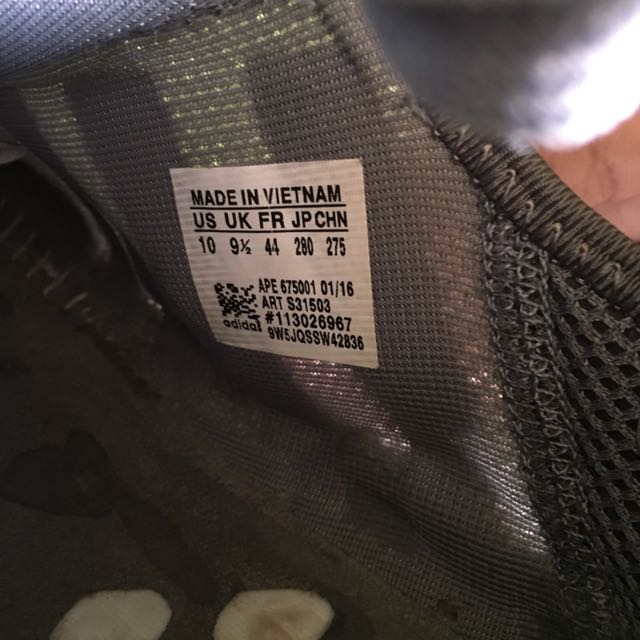 MADE IN VIETNAM
US UK FR JP CHN
10 9½ 44 280 275
APE 675001 01/16
ART S31503
#113026967
adidas 9W5JQSSW42836